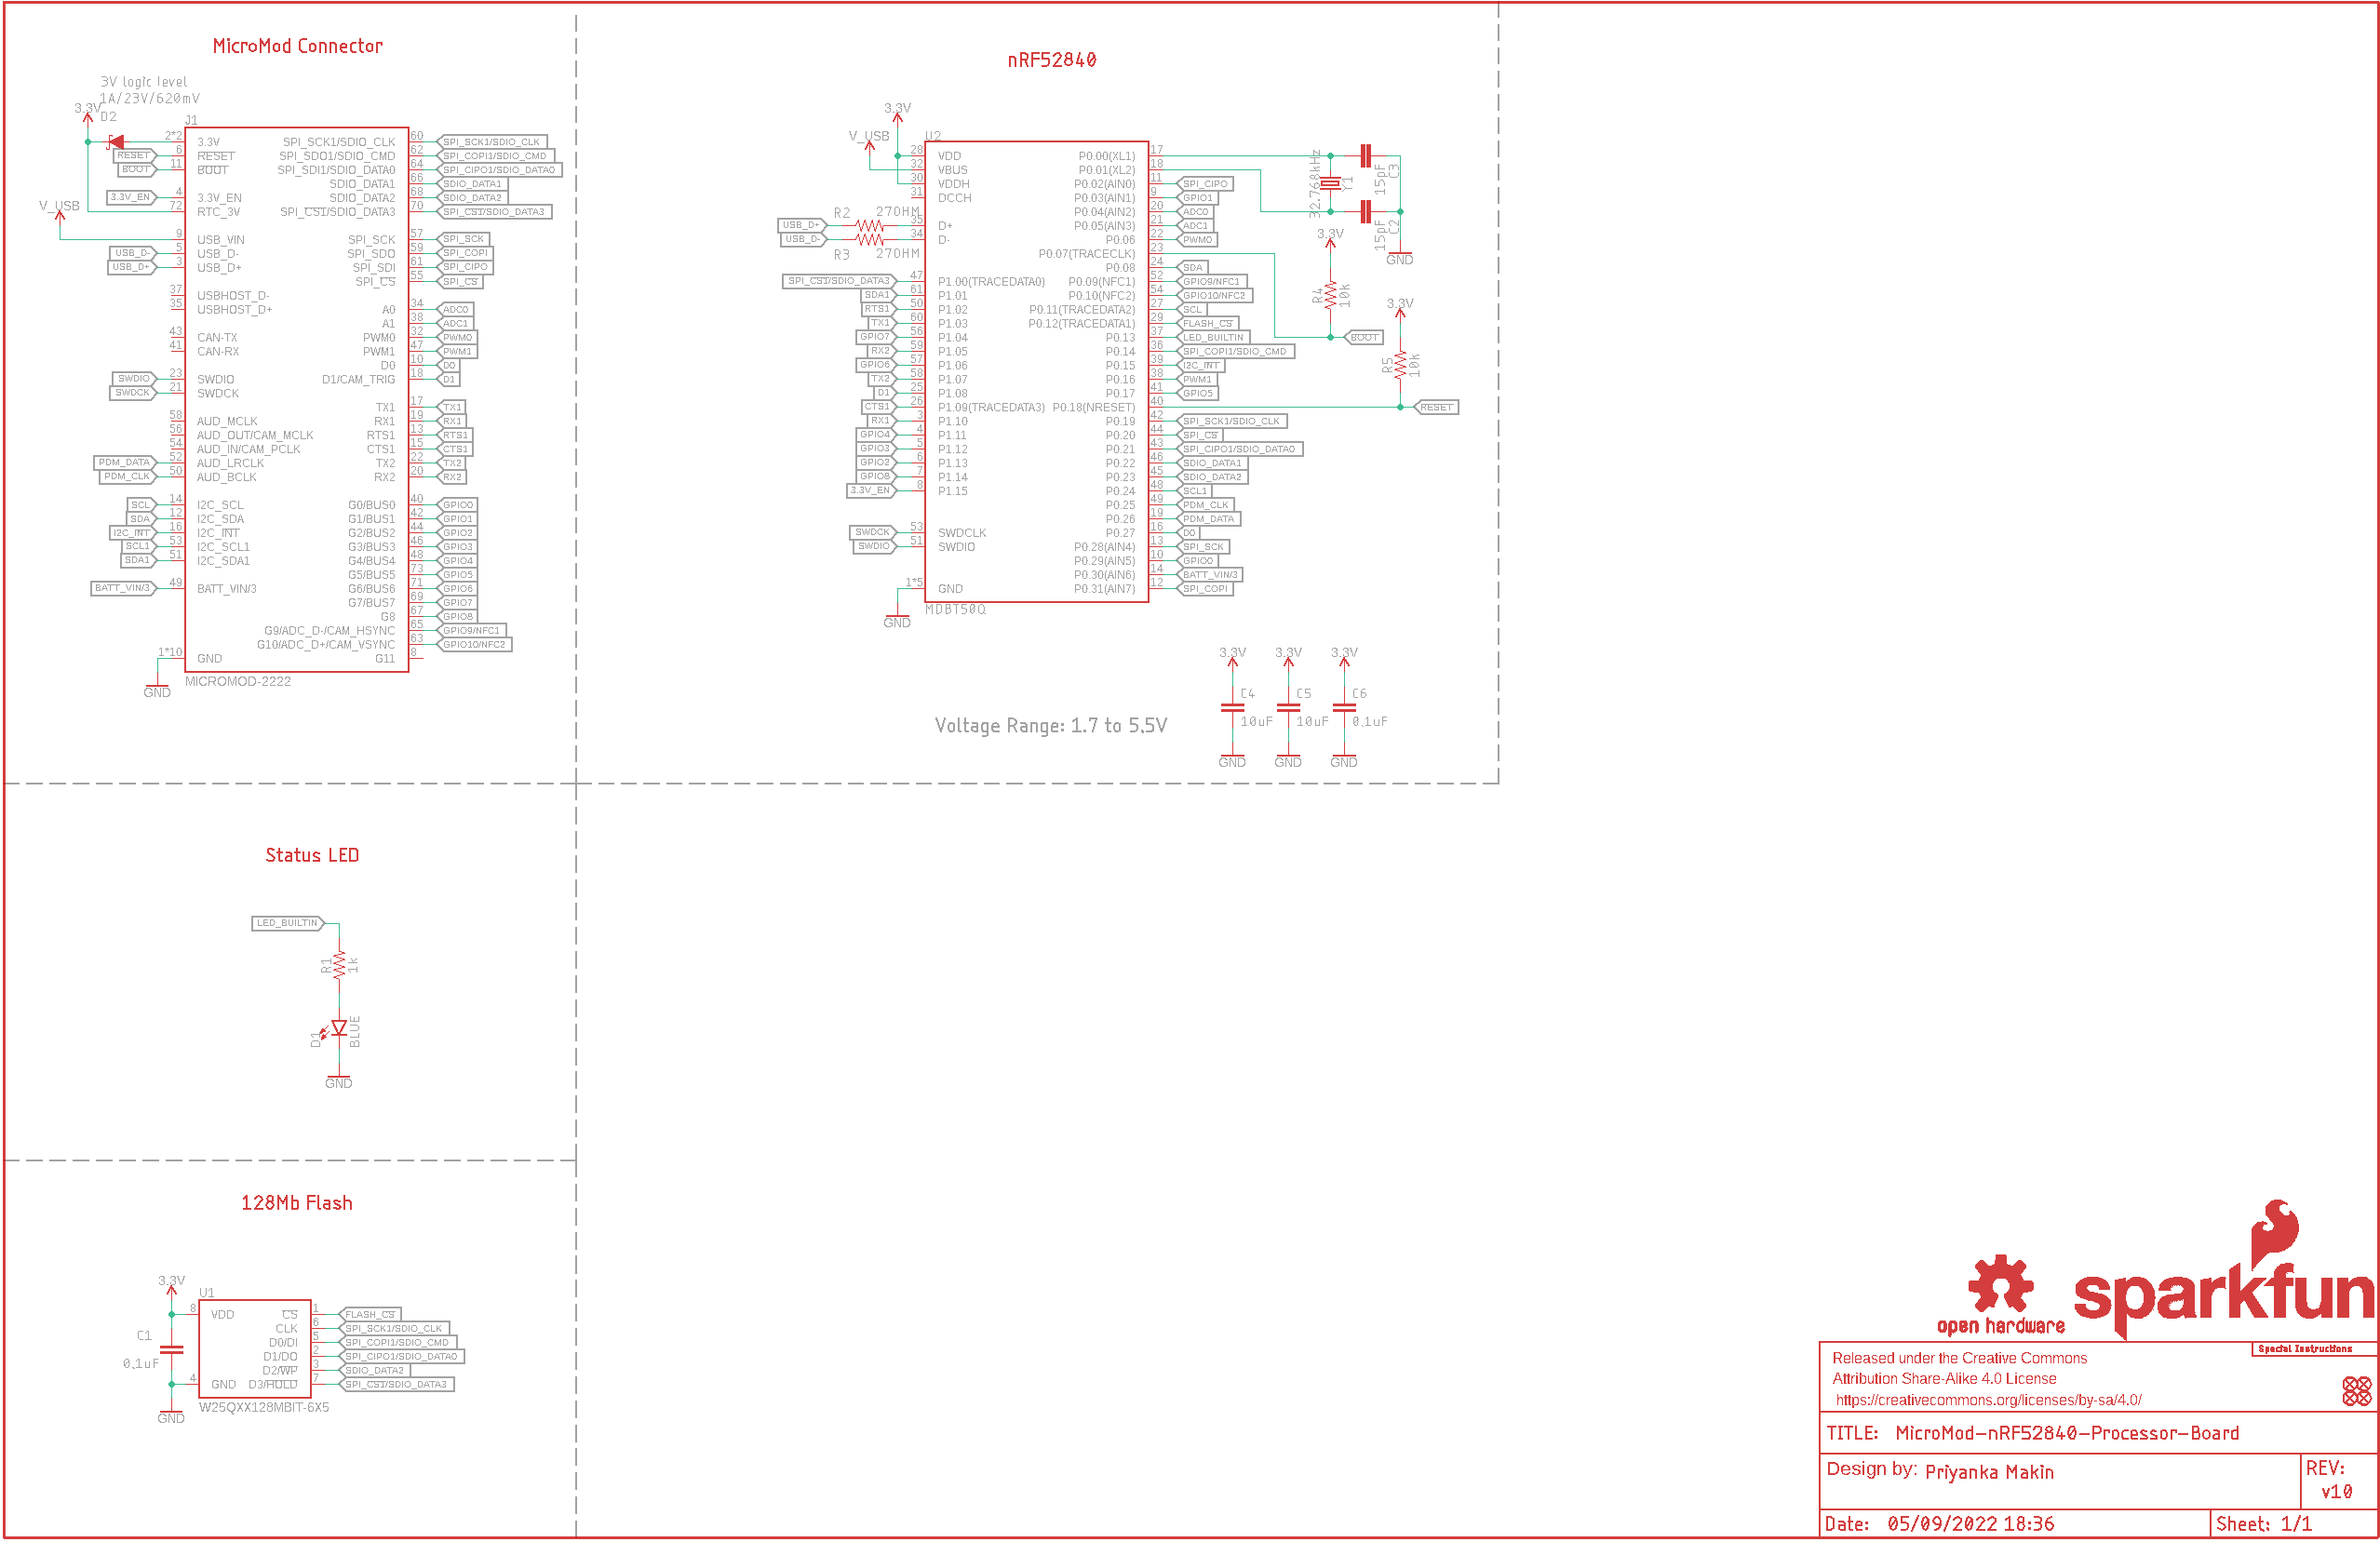 MicroMod Connector
3V logic level
1A/23V/620mV
3.3V
D2
J1
2*2 3.3V SPI_SCK1/SDIO_CLK 60 SPI_SCK1/SDIO_CLK
RESET 6 RESET SPI_SDO1/SDIO_CMD 62 SPI_COPI1/SDIO_CMD
BOOT 11 BOOT SPI_SDI1/SDIO_DATA0 64 SPI_CIPO1/SDIO_DATA0
SDIO_DATA1 66 SDIO_DATA1
3.3V_EN 4 3.3V_EN SDIO_DATA2 68 SDIO_DATA2
72 RTC_3V SPI_CS1/SDIO_DATA3 70 SPI_CS1/SDIO_DATA3
V_USB
9 USB_VIN SPI_SCK 57 SPI_SCK
USB_D- 5 USB_D- SPI_SDO 59 SPI_COPI
USB_D+ 3 USB_D+ SPI_SDI 61 SPI_CIPO
SPI_CS 55 SPI_CS
37 USBHOST_D-
35 USBHOST_D+ A0 34 ADC0
A1 38 ADC1
43 CAN-TX PWM0 32 PWM0
41 CAN-RX PWM1 47 PWM1
D0 10 D0
SWDIO 23 SWDIO D1/CAM_TRIG 18 D1
SWDCK 21 SWDCK
TX1 17 TX1
58 AUD_MCLK RX1 19 RX1
56 AUD_OUT/CAM_MCLK RTS1 13 RTS1
54 AUD_IN/CAM_PCLK CTS1 15 CTS1
PDM_DATA 52 AUD_LRCLK TX2 22 TX2
PDM_CLK 50 AUD_BCLK RX2 20 RX2
SCL 14 I2C_SCL G0/BUS0 40 GPIO0
SDA 12 I2C_SDA G1/BUS1 42 GPIO1
I2C_INT 16 I2C_INT G2/BUS2 44 GPIO2
SCL1 53 I2C_SCL1 G3/BUS3 46 GPIO3
SDA1 51 I2C_SDA1 G4/BUS4 48 GPIO4
G5/BUS5 73 GPIO5
BATT_VIN/3 49 BATT_VIN/3 G6/BUS6 71 GPIO6
G7/BUS7 69 GPIO7
G8 67 GPIO8
G9/ADC_D-/CAM_HSYNC 65 GPIO9/NFC1
G10/ADC_D+/CAM_VSYNC 63 GPIO10/NFC2
1*10 GND G11 8
MICROMOD-2222
GND
nRF52840
3.3V
V_USB
U2
28 VDD P0.00(XL1) 17
32 VBUS P0.01(XL2) 18
30 VDDH P0.02(AIN0) 11 SPI_CIPO
31 DCCH P0.03(AIN1) 9 GPIO1
P0.04(AIN2) 20 ADC0
USB_D+ R2 270HM 35 D+ P0.05(AIN3) 21 ADC1
USB_D- R3 270HM 34 D- P0.06 22 PWM0
P0.07(TRACECLK) 23
P0.08 24 SDA
SPI_CS1/SDIO_DATA3 47 P1.00(TRACEDATA0) P0.09(NFC1) 52 GPIO9/NFC1
SDA1 61 P1.01 P0.10(NFC2) 54 GPIO10/NFC2
RTS1 50 P1.02 P0.11(TRACEDATA2) 27 SCL
TX1 60 P1.03 P0.12(TRACEDATA1) 29 FLASH_CS
GPIO7 56 P1.04 P0.13 37 LED_BUILTIN
RX2 59 P1.05 P0.14 36 SPI_COPI1/SDIO_CMD
GPIO6 57 P1.06 P0.15 39 I2C_INT
TX2 58 P1.07 P0.16 38 PWM1
D1 25 P1.08 P0.17 41 GPIO5
CTS1 26 P1.09(TRACEDATA3) P0.18(NRESET) 40 RESET
RX1 3 P1.10 P0.19 42 SPI_SCK1/SDIO_CLK
GPIO4 4 P1.11 P0.20 44 SPI_CS
GPIO3 5 P1.12 P0.21 43 SPI_CIPO1/SDIO_DATA0
GPIO2 6 P1.13 P0.22 46 SDIO_DATA1
GPIO8 7 P1.14 P0.23 45 SDIO_DATA2
3.3V_EN 8 P1.15 P0.24 48 SCL1
P0.25 49 PDM_CLK
P0.26 19 PDM_DATA
SWDCK 53 SWDCLK P0.27 16 D0
SWDIO 51 SWDIO P0.28(AIN4) 13 SPI_SCK
P0.29(AIN5) 10 GPIO0
P0.30(AIN6) 14 BATT_VIN/3
1*5 GND P0.31(AIN7) 12 SPI_COPI
MDBT50Q
GND
32.768kHz
Y1
15pF
C3
15pF
C2
GND
3.3V
R4
10k
BOOT
3.3V
R5
10k
3.3V 3.3V 3.3V
C4 C5 C6
10uF 10uF 0.1uF
GND GND GND
Voltage Range: 1.7 to 5.5V
Status LED
LED_BUILTIN
R1
1k
D1
BLUE
GND
128Mb Flash
3.3V
U1
8 VDD CS 1 FLASH_CS
CLK 6 SPI_SCK1/SDIO_CLK
C1 D0/DI 5 SPI_COPI1/SDIO_CMD
0.1uF D1/DO 2 SPI_CIPO1/SDIO_DATA0
D2/WP 3 SDIO_DATA2
4 GND D3/HOLD 7 SPI_CS1/SDIO_DATA3
W25QXX128MBIT-6X5
GND
open hardware
sparkfun
Released under the Creative Commons
Attribution Share-Alike 4.0 License
https://creativecommons.org/licenses/by-sa/4.0/
Special Instructions
TITLE: MicroMod-nRF52840-Processor-Board
Design by: Priyanka Makin
REV:
v10
Date: 05/09/2022 18:36
Sheet: 1/1